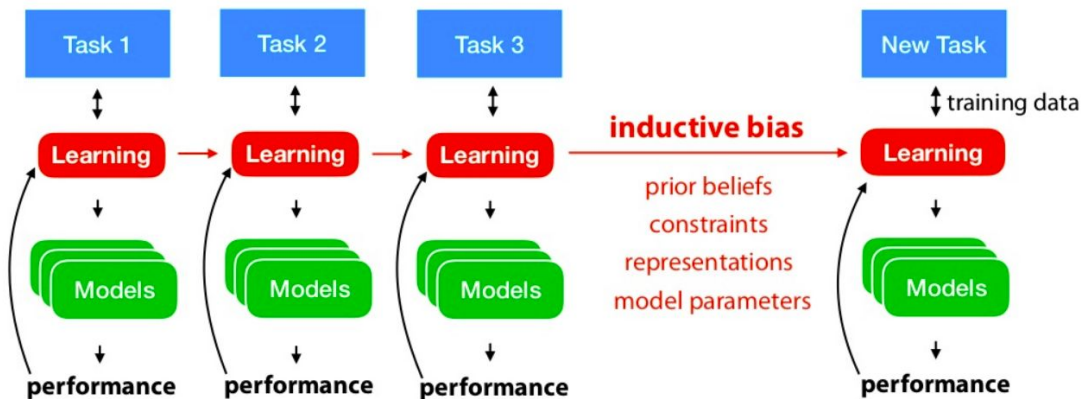 Task 1
Task 2
Task 3
New Task
training data
Learning
Learning
Learning
inductive bias
Learning
prior beliefs
constraints
representations
model parameters
Models
Models
Models
Models
performance
performance
performance
performance